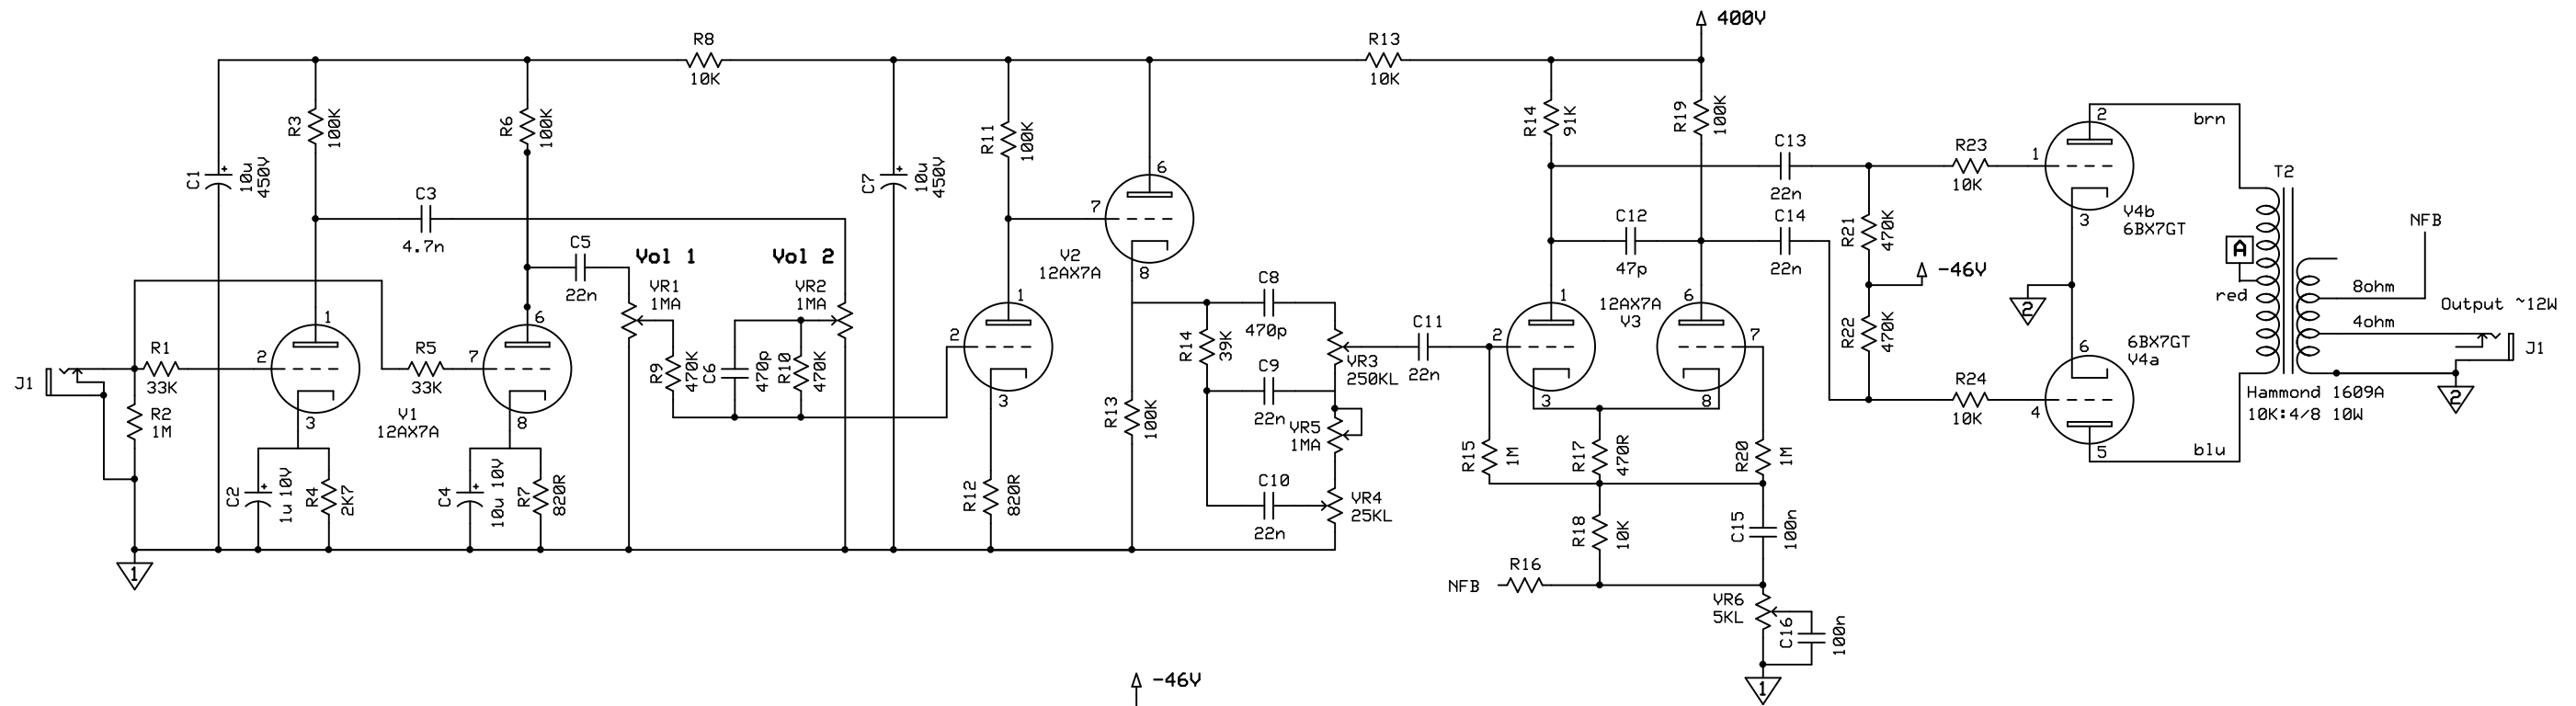 400V
R8
10K
R13
10K
R3
100K
R6
100K
C1
10u
450V
C7
10u
450V
R11
100K
R14
91K
R19
100K
C3
4.7n
C5
22n
Vol 1
VR1
1MA
Vol 2
VR2
1MA
6
7
8
V2
12AX7A
C13
22n
C12
47p
C14
22n
R21
470K
R22
470K
-46V
R23
10K
R24
10K
2
1
3
V4b
6BX7GT
6BX7GT
V4a
6
4
5
brn
blu
red
A
T2
NFB
8ohm
4ohm
Output ~12W
J1
2
2
Hammond 1609A
10K:4/8 10W
J1
R1
33K
R2
1M
1
2
3
V1
12AX7A
R5
33K
6
7
8
C2
1u 10V
R4
2K7
C4
10u 10V
R7
820R
R9
470K
C6
470p
R10
470K
1
2
3
R12
820R
R13
100K
R14
39K
C8
470p
C9
22n
C10
22n
VR3
250KL
VR5
1MA
VR4
25KL
C11
22n
1
2
3
12AX7A
V3
6
7
8
R15
1M
R17
470R
R20
1M
R18
10K
C15
100n
NFB
R16
VR6
5KL
C16
100n
1
1
-46V